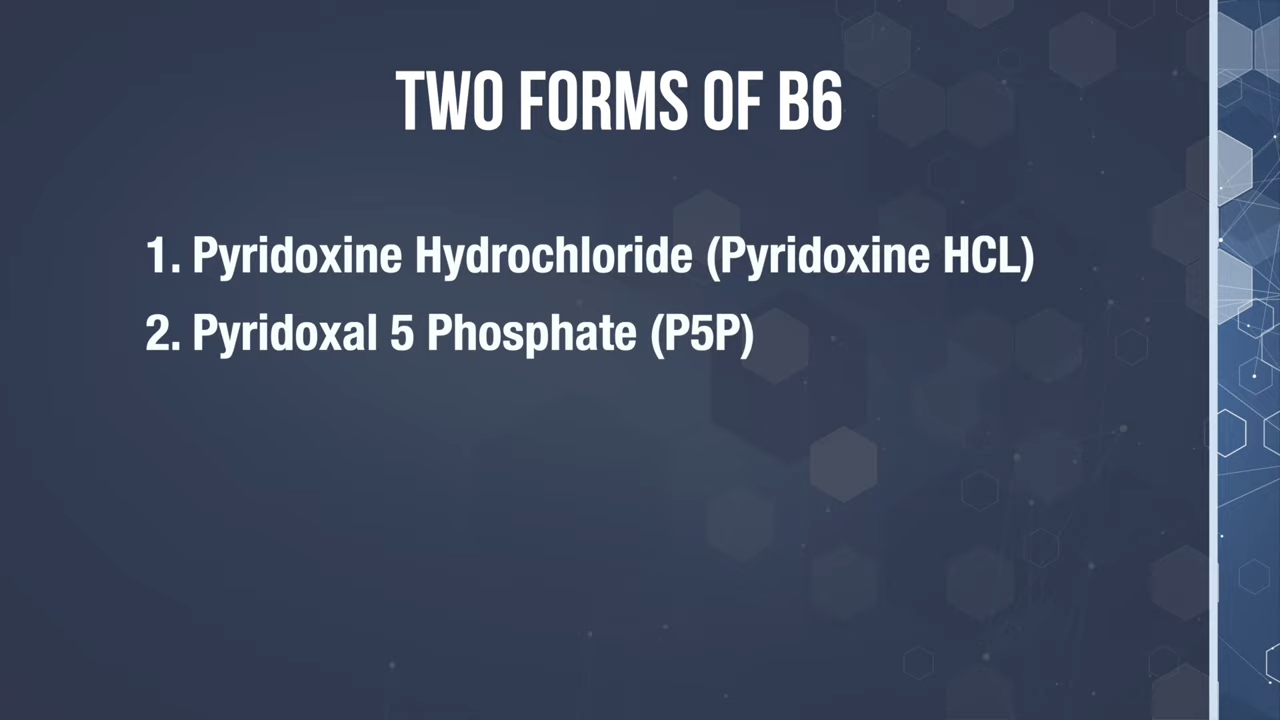 TWO FORMS OF B6
1. Pyridoxine Hydrochloride (Pyridoxine HCL)
2. Pyridoxal 5 Phosphate (P5P)